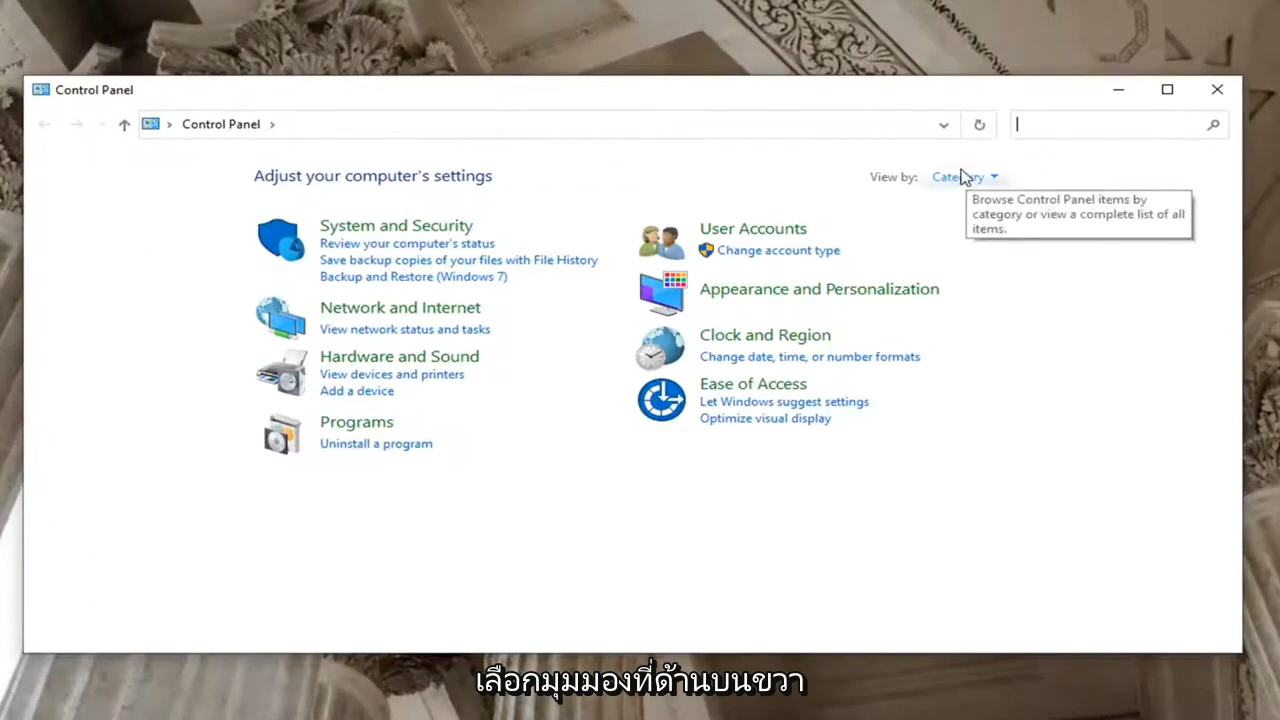 Control Panel
Control Panel
Adjust your computer's settings
View by: Category
Browse Control Panel items by
category or view a complete list of all
items.
System and Security
Review your computer's status
Save backup copies of your files with File History
Backup and Restore (Windows 7)
Network and Internet
View network status and tasks
Hardware and Sound
View devices and printers
Add a device
Programs
Uninstall a program
User Accounts
Change account type
Appearance and Personalization
Clock and Region
Change date, time, or number formats
Ease of Access
Let Windows suggest settings
Optimize visual display
เลือกมุมมองที่ด้านบนขวา